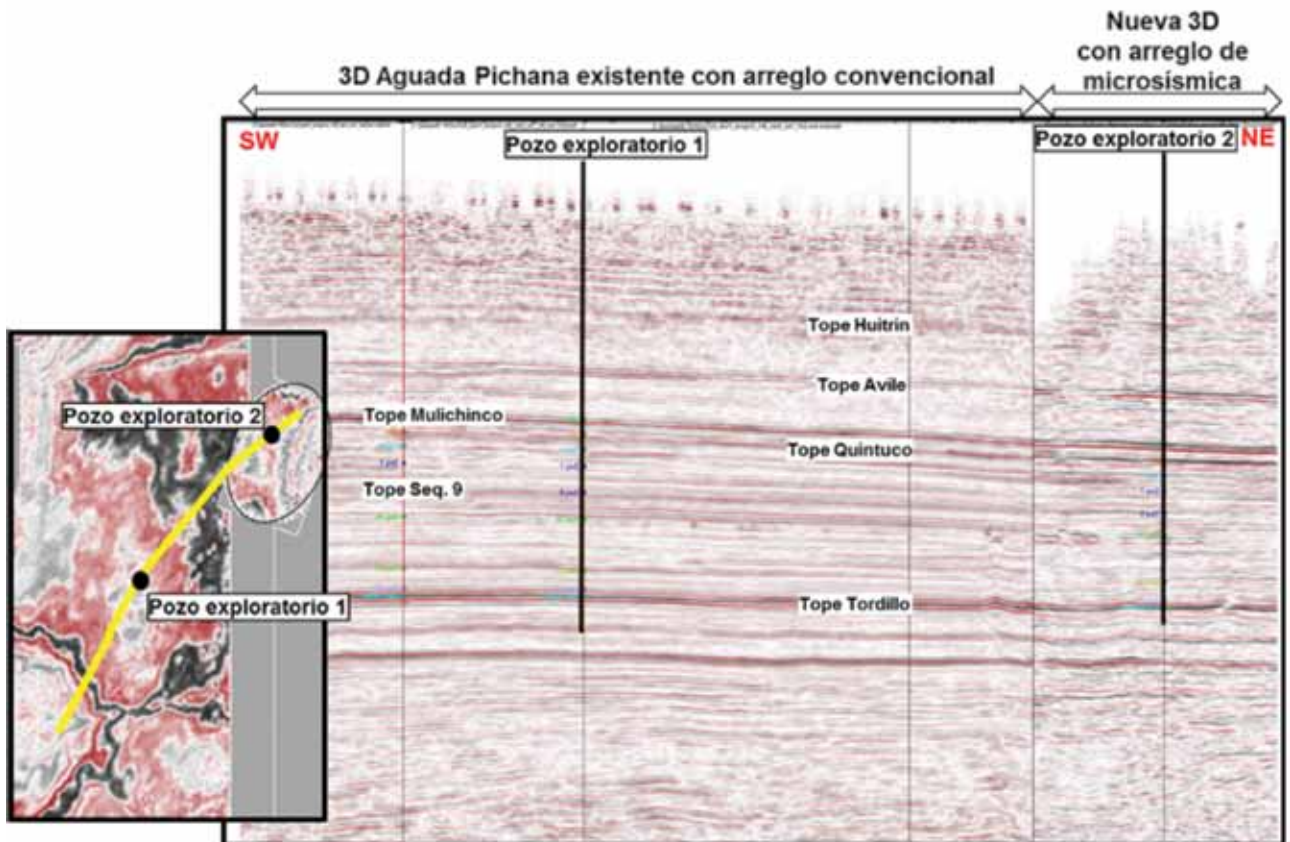 Nueva 3D
con arreglo de
microsísmica
3D Aguada Pichana existente con arreglo convencional
SW
Pozo exploratorio 1
Pozo exploratorio 2
NE
Tope Huitrin
Tope Avile
Tope Mulichinco
Tope Quintuco
Tope Seq. 9
Tope Tordillo
Pozo exploratorio 2
Pozo exploratorio 1